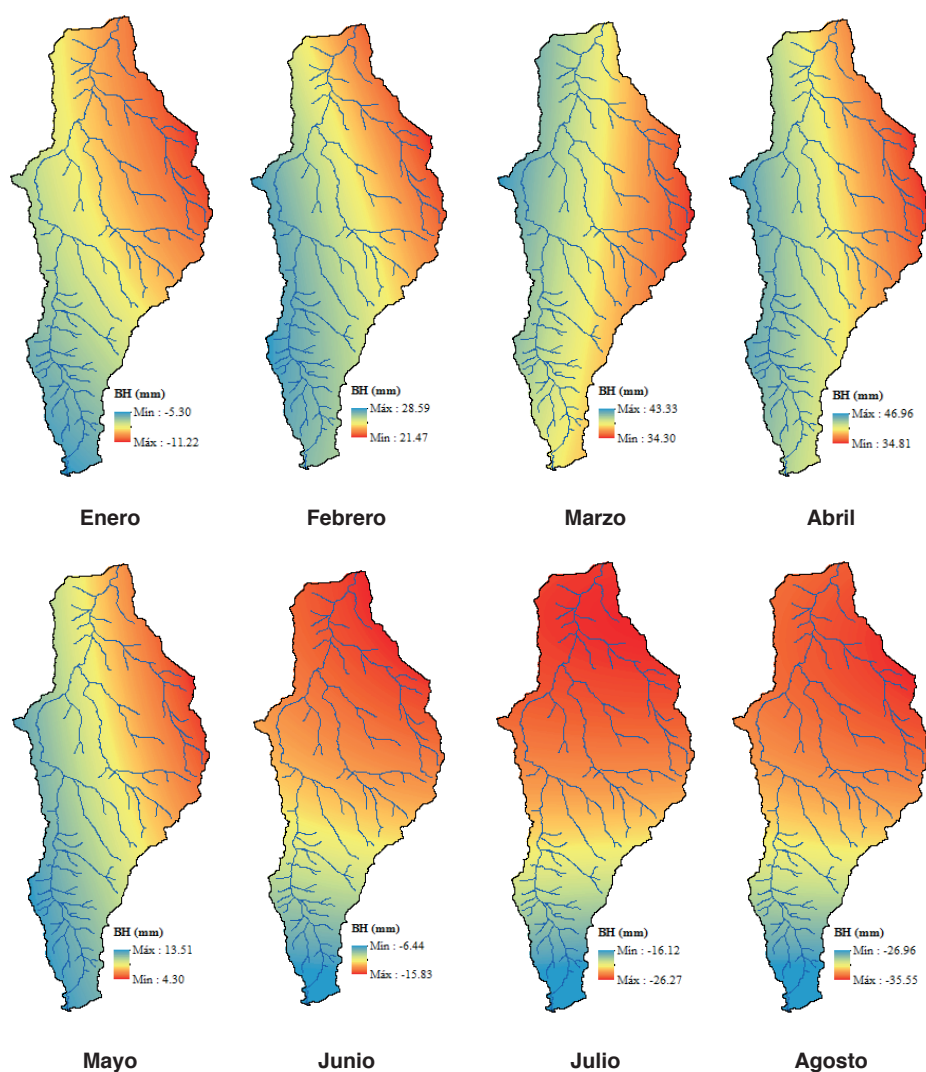 BH (mm)
Min : -5.30
Máx : -11.22
BH (mm)
Máx : 28.59
Min : 21.47
BH (mm)
Máx : 43.33
Min : 34.30
BH (mm)
Máx : 46.96
Min : 34.81
Enero
Febrero
Marzo
Abril
BH (mm)
Máx : 13.51
Min : 4.30
BH (mm)
Min : -6.44
Máx : -15.83
BH (mm)
Min : -16.12
Máx : -26.27
BH (mm)
Min : -26.96
Máx : -35.55
Mayo
Junio
Julio
Agosto